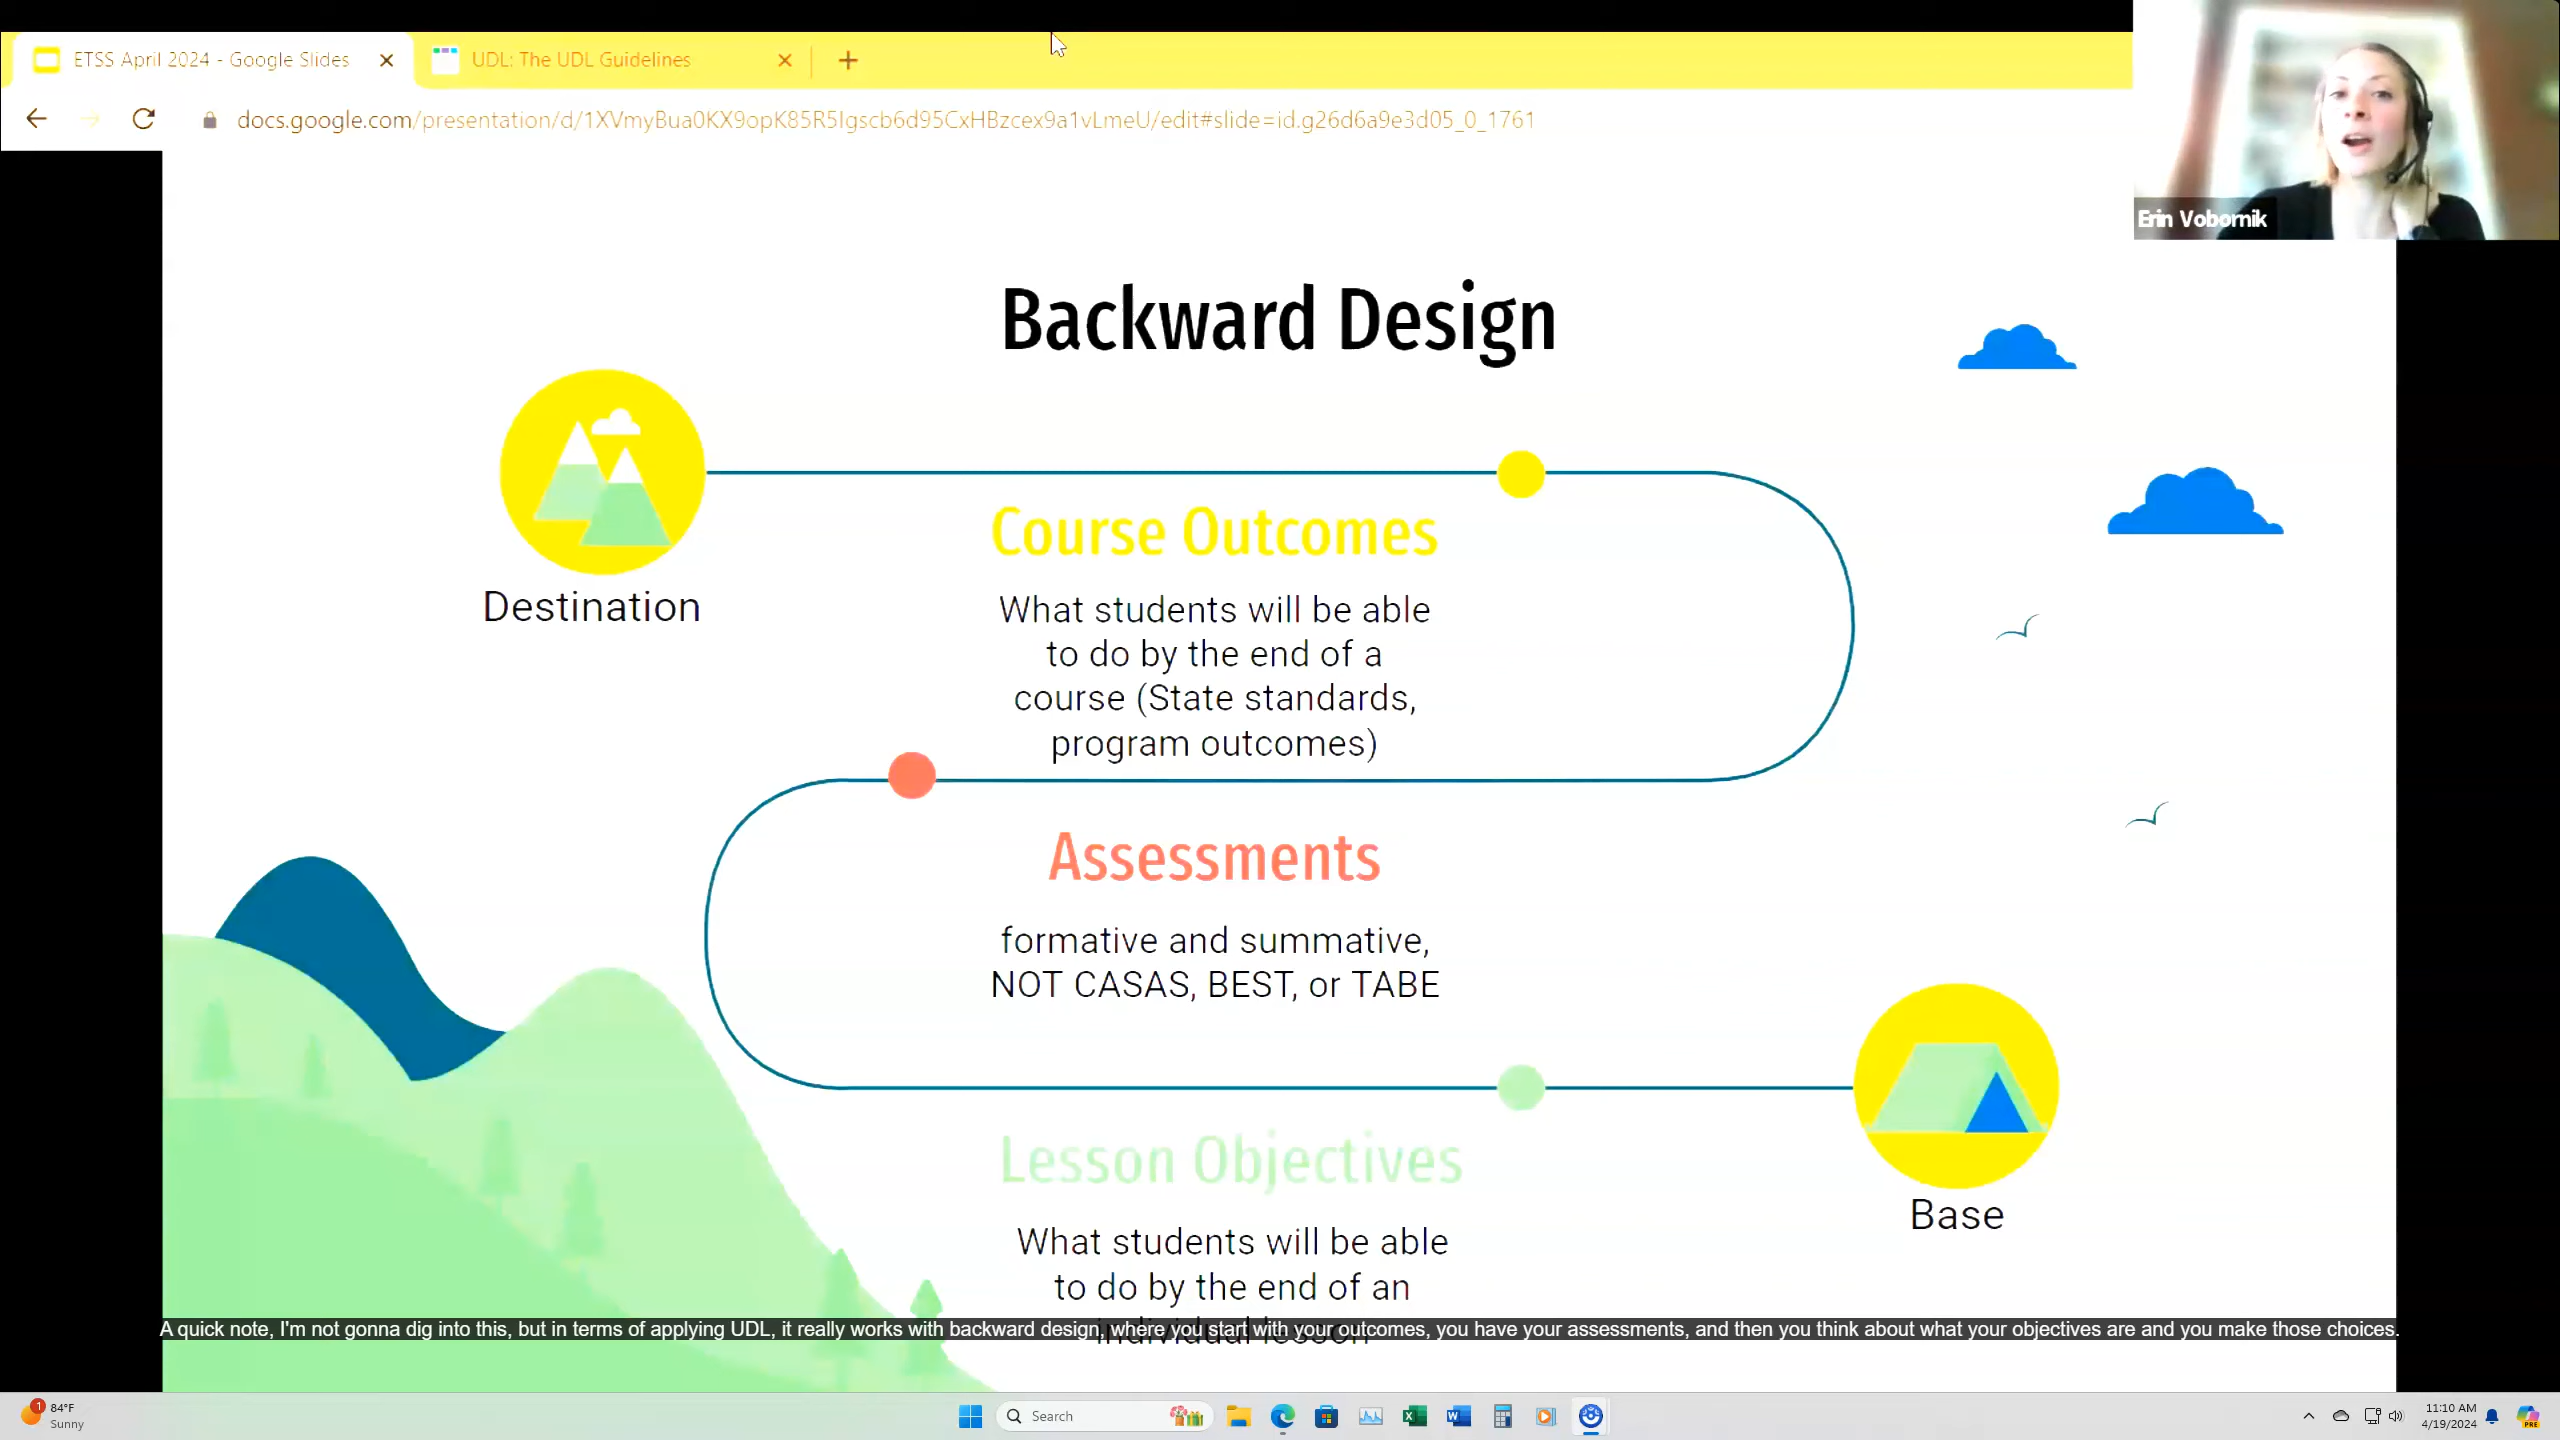 ETSS April 2024 - Google Slides
UDL: The UDL Guidelines
docs.google.com/presentation/d/1XVmyBua0KX9opK85R5Igscb6d95CxHBzcex9a1vLmeU/edit#slide=id.g26d6a9e3d05_0_1761
Erin Vobornik
Backward Design
Destination
Course Outcomes
What students will be able
to do by the end of a
course (State standards,
program outcomes)
Assessments
formative and summative,
NOT CASAS, BEST, or TABE
Lesson Objectives
What students will be able
to do by the end of an
individual lesson
Base
A quick note, I'm not gonna dig into this, but in terms of applying UDL, it really works with backward design, where you start with your outcomes, you have your assessments, and then you think about what your objectives are and you make those choices.
1
84°F
Sunny
Search
11:10 AM
4/19/2024
PRE